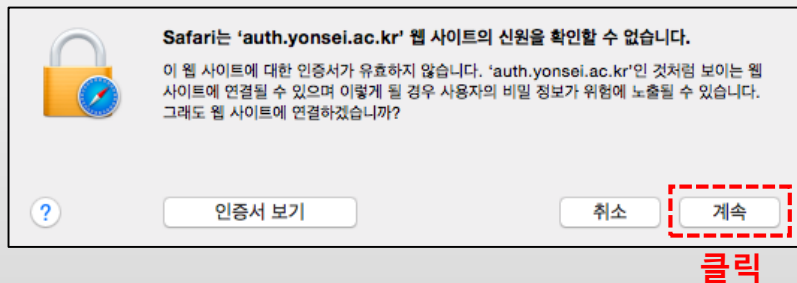 Safari는 ‘auth.yonsei.ac.kr’ 웹 사이트의 신원을 확인할 수 없습니다.
이 웹 사이트에 대한 인증서가 유효하지 않습니다. ‘auth.yonsei.ac.kr’인 것처럼 보이는 웹
사이트에 연결될 수 있으며 이렇게 될 경우 사용자의 비밀 정보가 위험에 노출될 수 있습니다.
그래도 웹 사이트에 연결하겠습니까?
?
인증서 보기
취소
계속
클릭